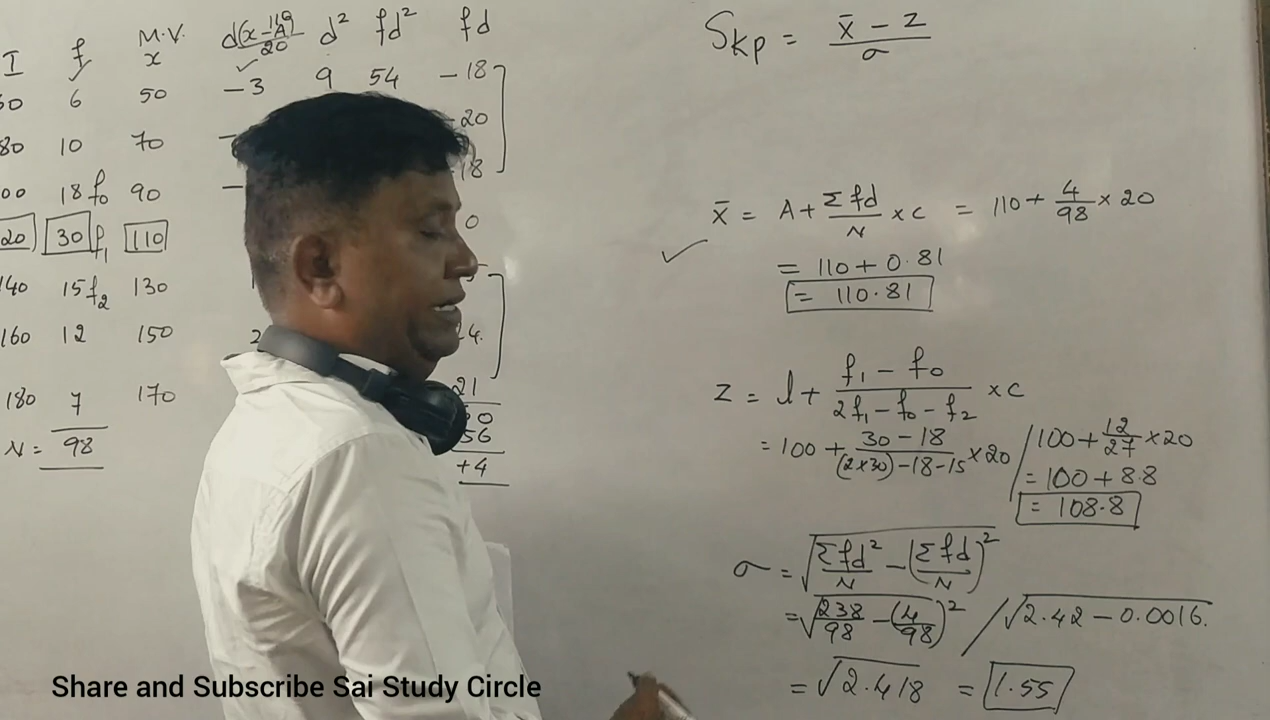 I f M.V. x d(x-A)/20 110 d² fd² fd
6 50 -3 9 54 -18
80 10 70 -20
18 f₀ 90 18
20 30 f₁ 110 0
140 15 f₂ 130
160 12 150 2
180 7 170 21
N = 98
56
+4
Skp = x̄ - Z / σ
x̄ = A + Σfd/N × c = 110 + 4/98 × 20
= 110 + 0.81
= 110.81
Z = l + f₁ - f₀ / 2f₁ - f₀ - f₂ × c
= 100 + 30 - 18 / (2×30) - 18 - 15 × 20 / 100 + 12/27 × 20
= 100 + 8.8
= 108.8
σ = √Σfd²/N - (Σfd/N)²
= √238/98 - (4/98)² / √2.42 - 0.0016.
= √2.418 = 1.55
Share and Subscribe Sai Study Circle